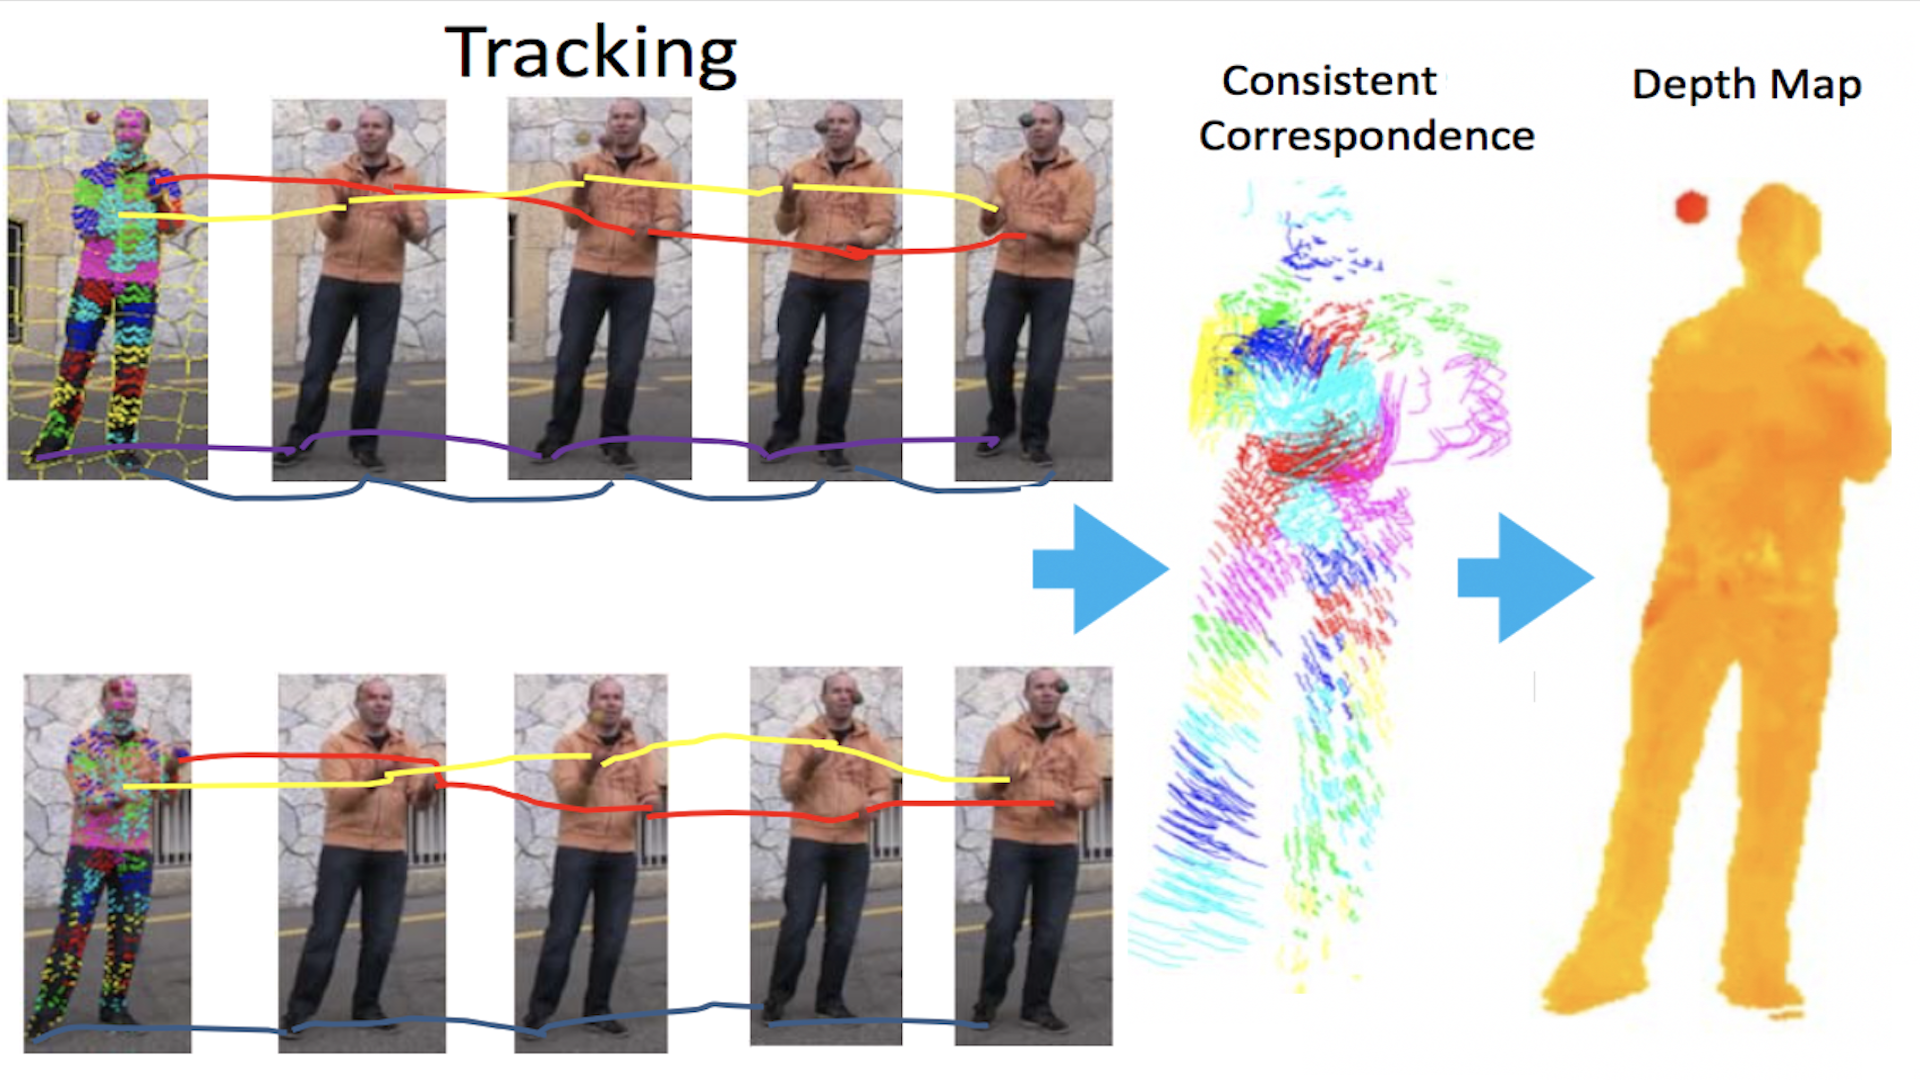 Tracking
Consistent
Correspondence
Depth Map